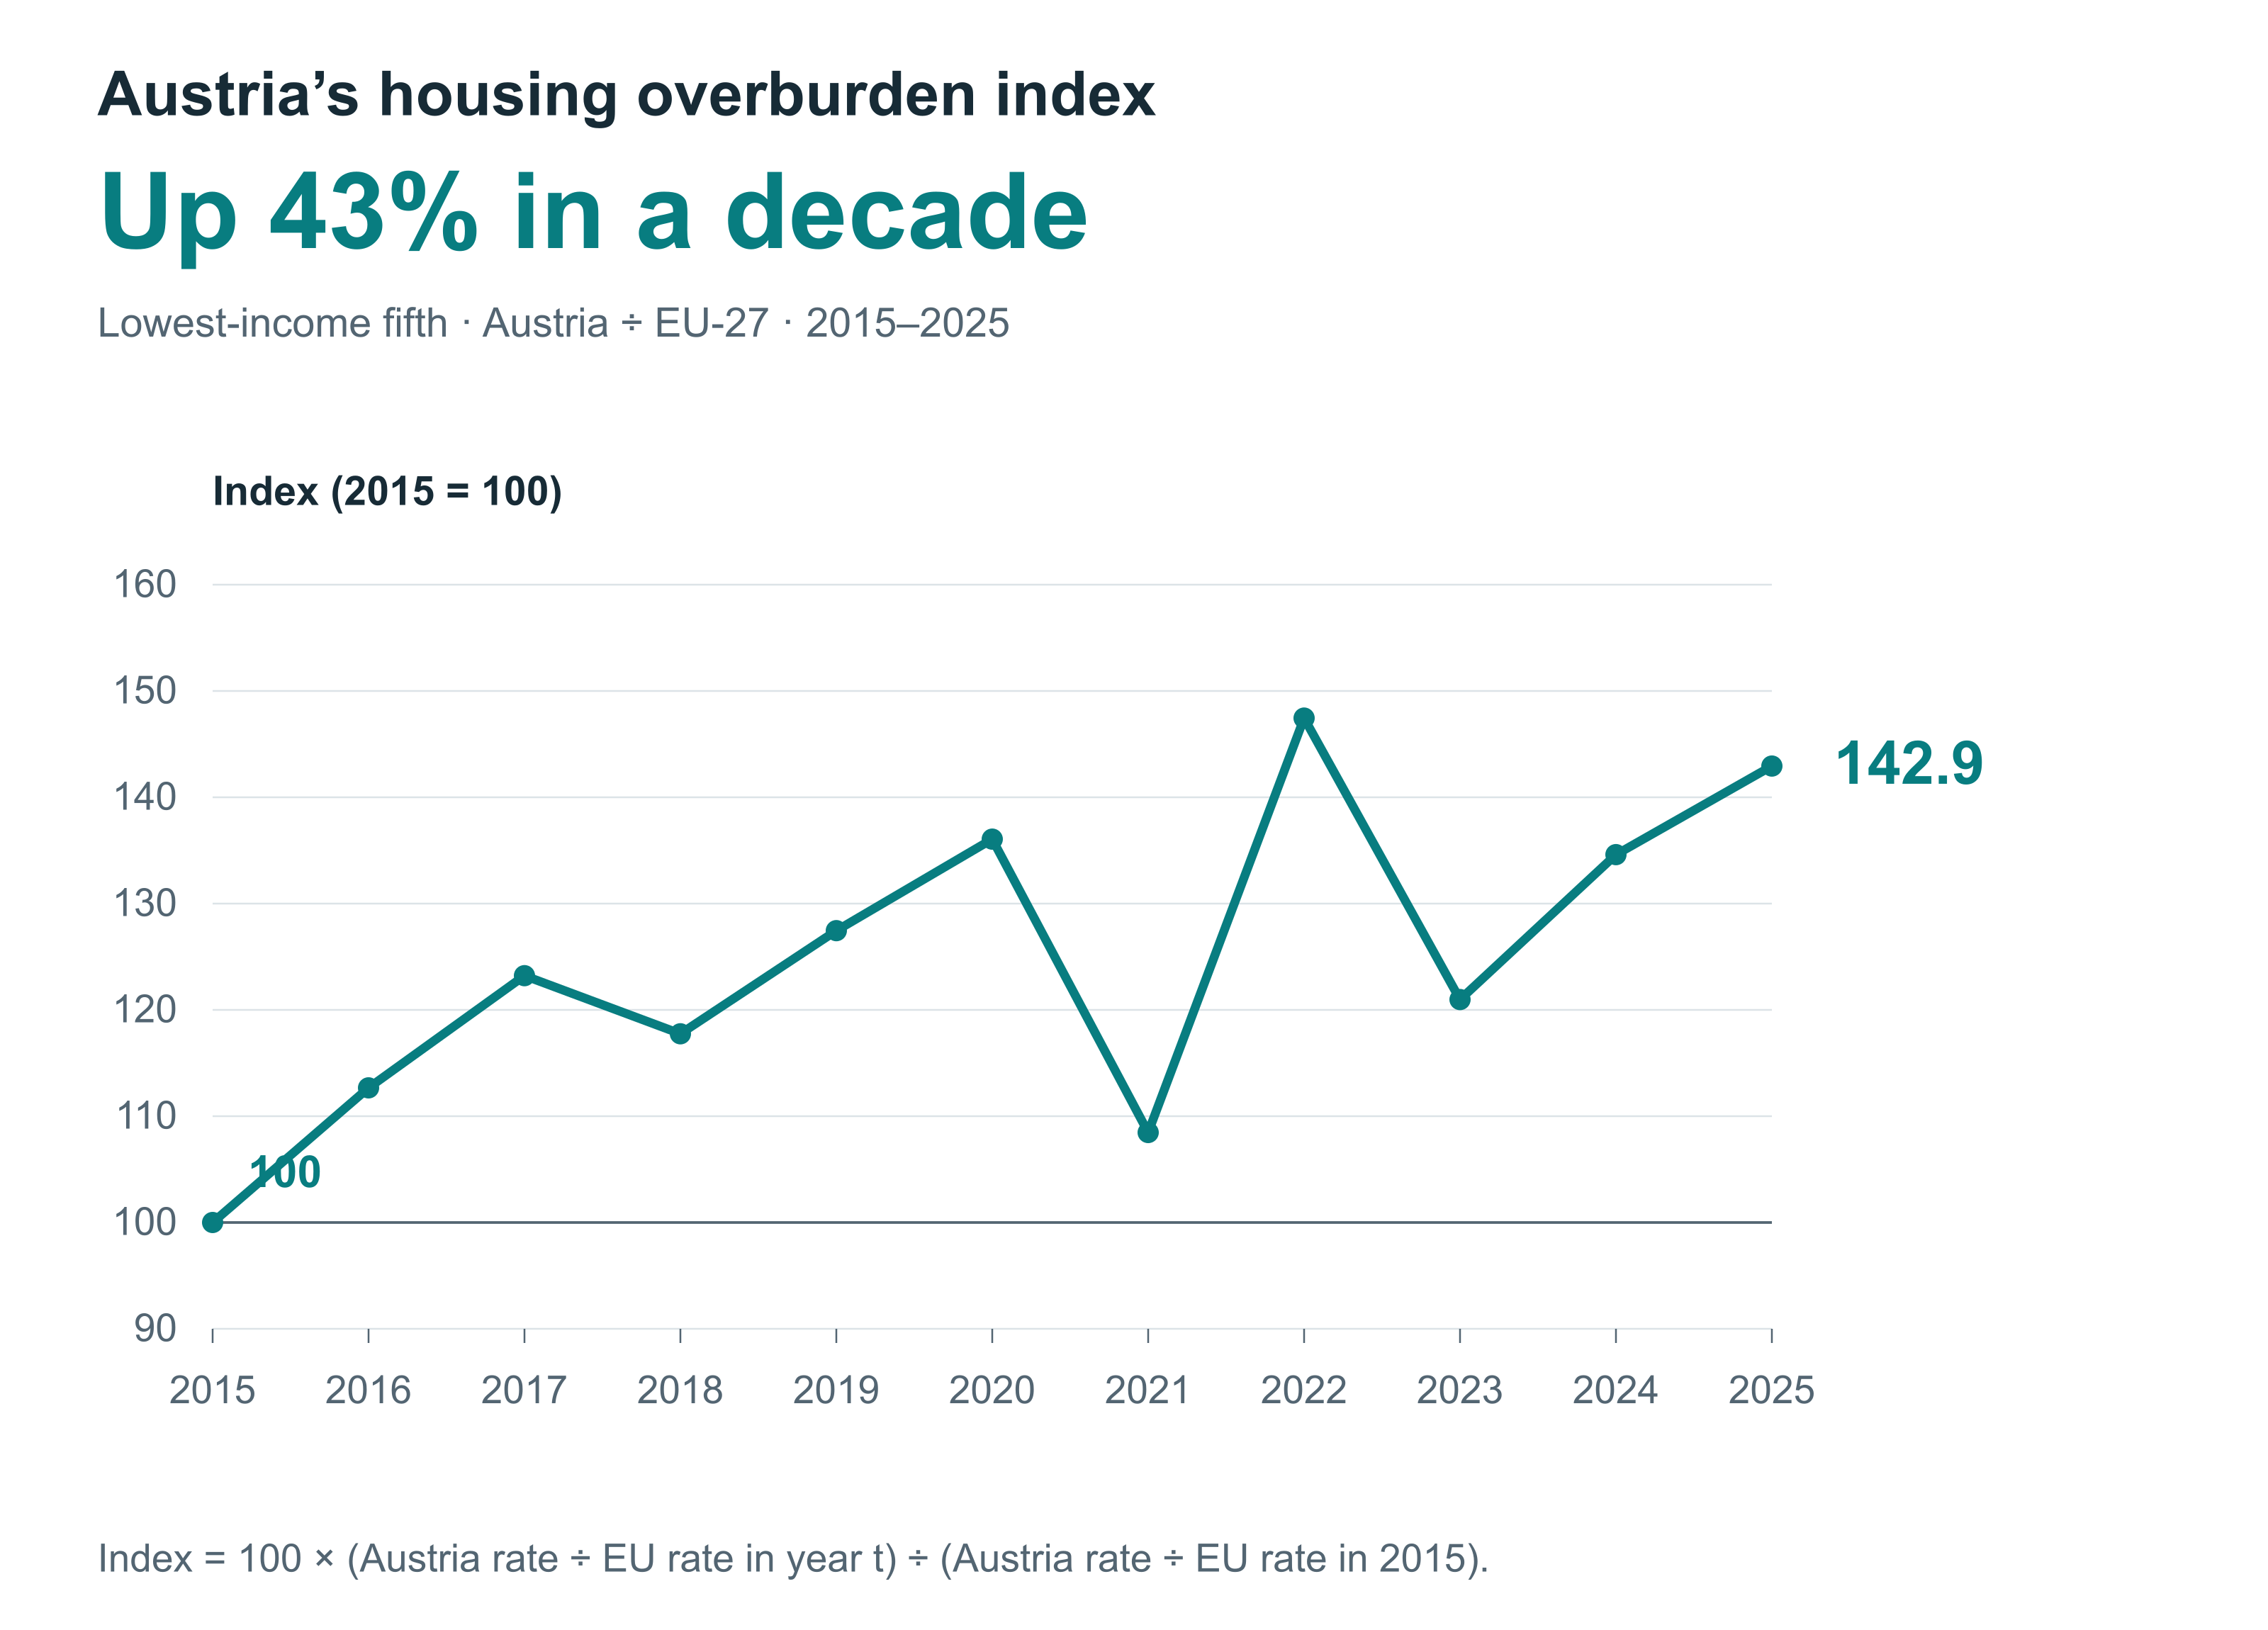 Austria’s housing overburden index
Up 43% in a decade
Lowest-income fifth · Austria ÷ EU-27 · 2015–2025
Index (2015 = 100)
160
150
142.9
140
130
120
110
100
100
90
2015 2016 2017 2018 2019 2020 2021 2022 2023 2024 2025
Index = 100 × (Austria rate ÷ EU rate in year t) ÷ (Austria rate ÷ EU rate in 2015).